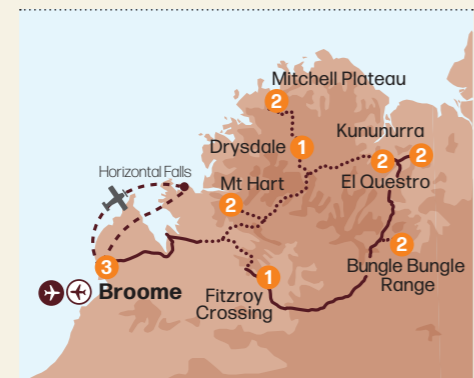 Mitchell Plateau
2
Kununurra
Drysdale
1
2
2
Horizontal Falls
Mt Hart
El Questro
2
2
3
Bungle Bungle
Range
Broome
1
Fitzroy
Crossing